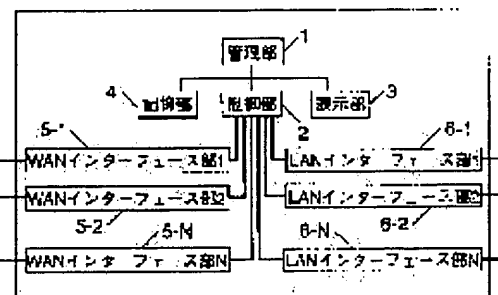 管理部
1
4
記憶部
制御部
表示部
3
2
5-1
6-1
WANインターフェース部1
LANインターフェース部1
WANインターフェース部2
LANインターフェース部2
5-2
6-2
5-N
6-N
WANインターフェース部N
LANインターフェース部N